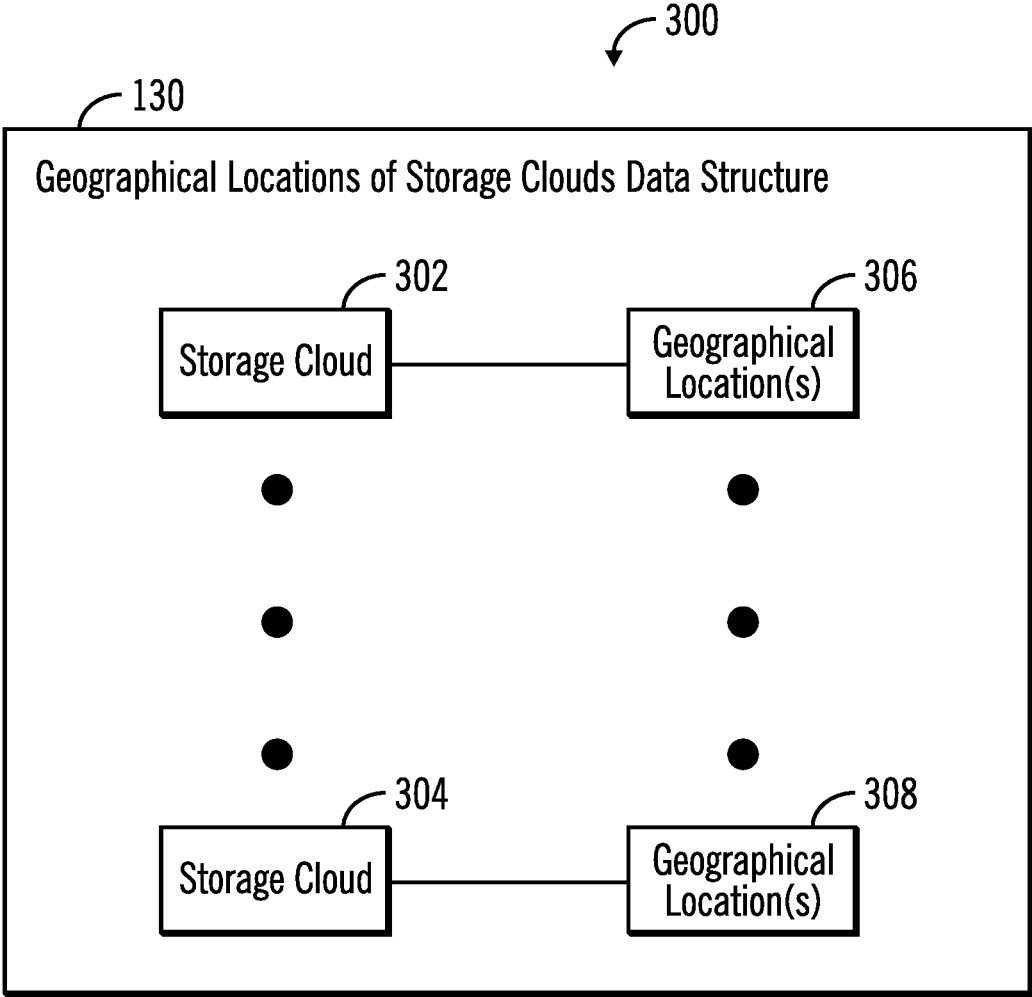 300
130
Geographical Locations of Storage Clouds Data Structure
302
306
Storage Cloud
Geographical
Location(s)
304
308
Storage Cloud
Geographical
Location(s)